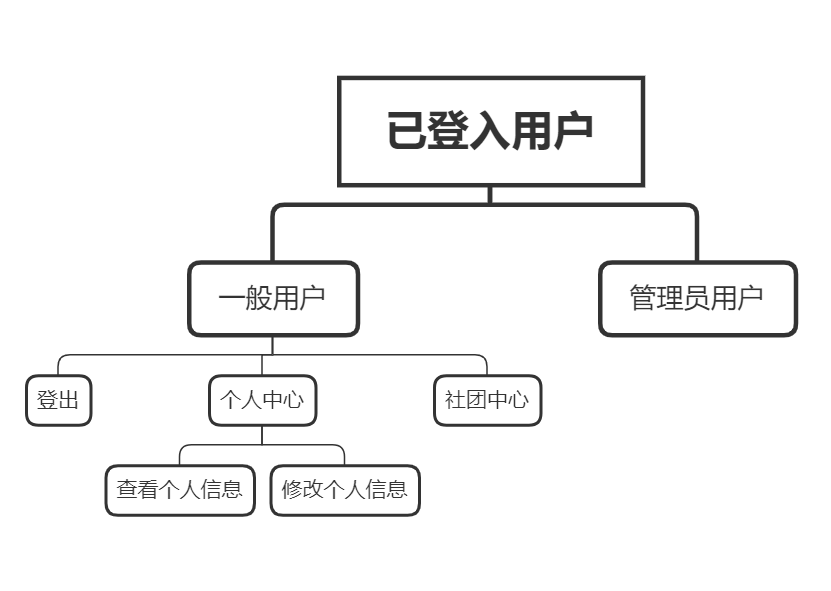 已登入用户
一般用户
管理员用户
登出
个人中心
社团中心
查看个人信息
修改个人信息